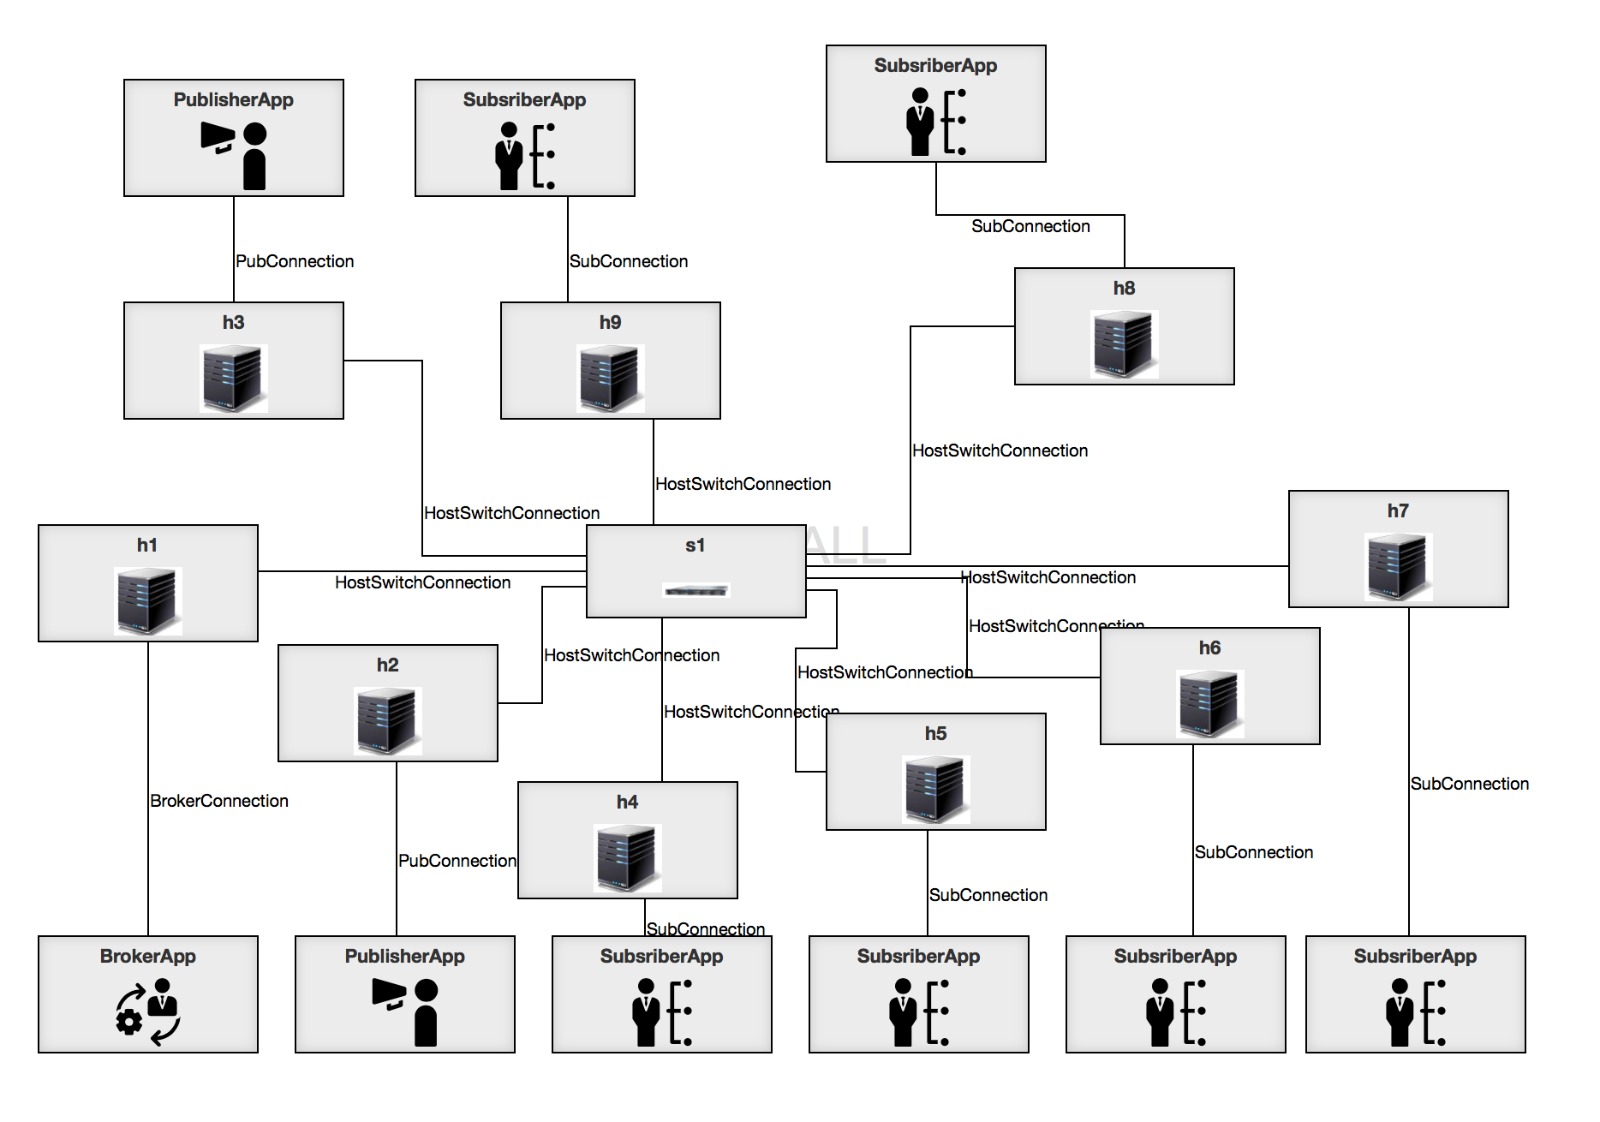 SubsriberApp
PublisherApp
SubsriberApp
SubConnection
PubConnection
SubConnection
h8
h3
h9
HostSwitchConnection
HostSwitchConnection
HostSwitchConnection
h7
h1
s1
ALL
HostSwitchConnection
HostSwitchConnection
HostSwitchConnection
h6
HostSwitchConnection
h2
HostSwitchConnection
HostSwitchConnection
h5
SubConnection
BrokerConnection
h4
SubConnection
PubConnection
SubConnection
SubConnection
BrokerApp
PublisherApp
SubsriberApp
SubsriberApp
SubsriberApp
SubsriberApp